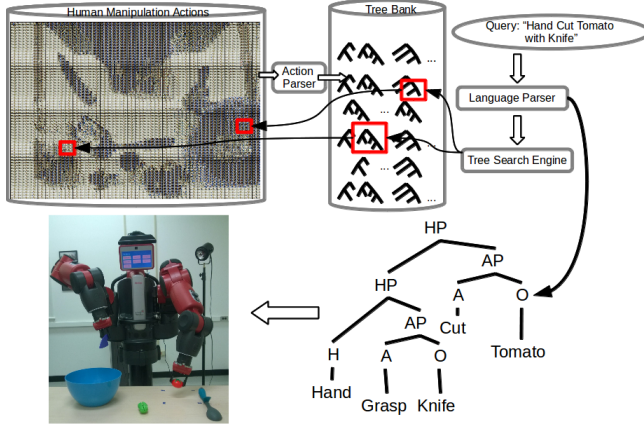 Human Manipulation Actions
Tree Bank
Query: "Hand Cut Tomato
with Knife"
Action
Parser
...
...
Language Parser
...
...
Tree Search Engine
...
...
HP
AP
HP
A
O
AP
Cut
H
A
O
Tomato
Hand
Grasp
Knife